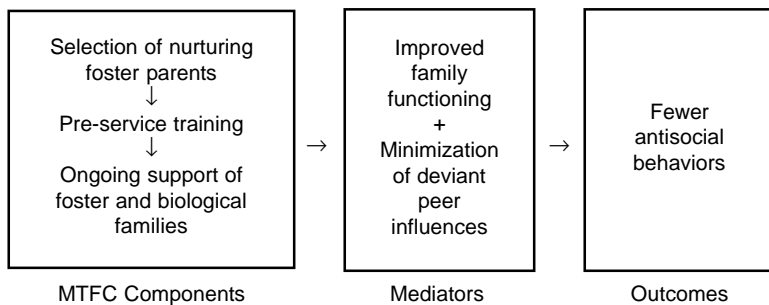 Selection of nurturing
foster parents
↓
Pre-service training
↓
Ongoing support of
foster and biological
families
→
Improved
family
functioning
+
Minimization
of deviant
peer
influences
→
Fewer
antisocial
behaviors
MTFC Components
Mediators
Outcomes